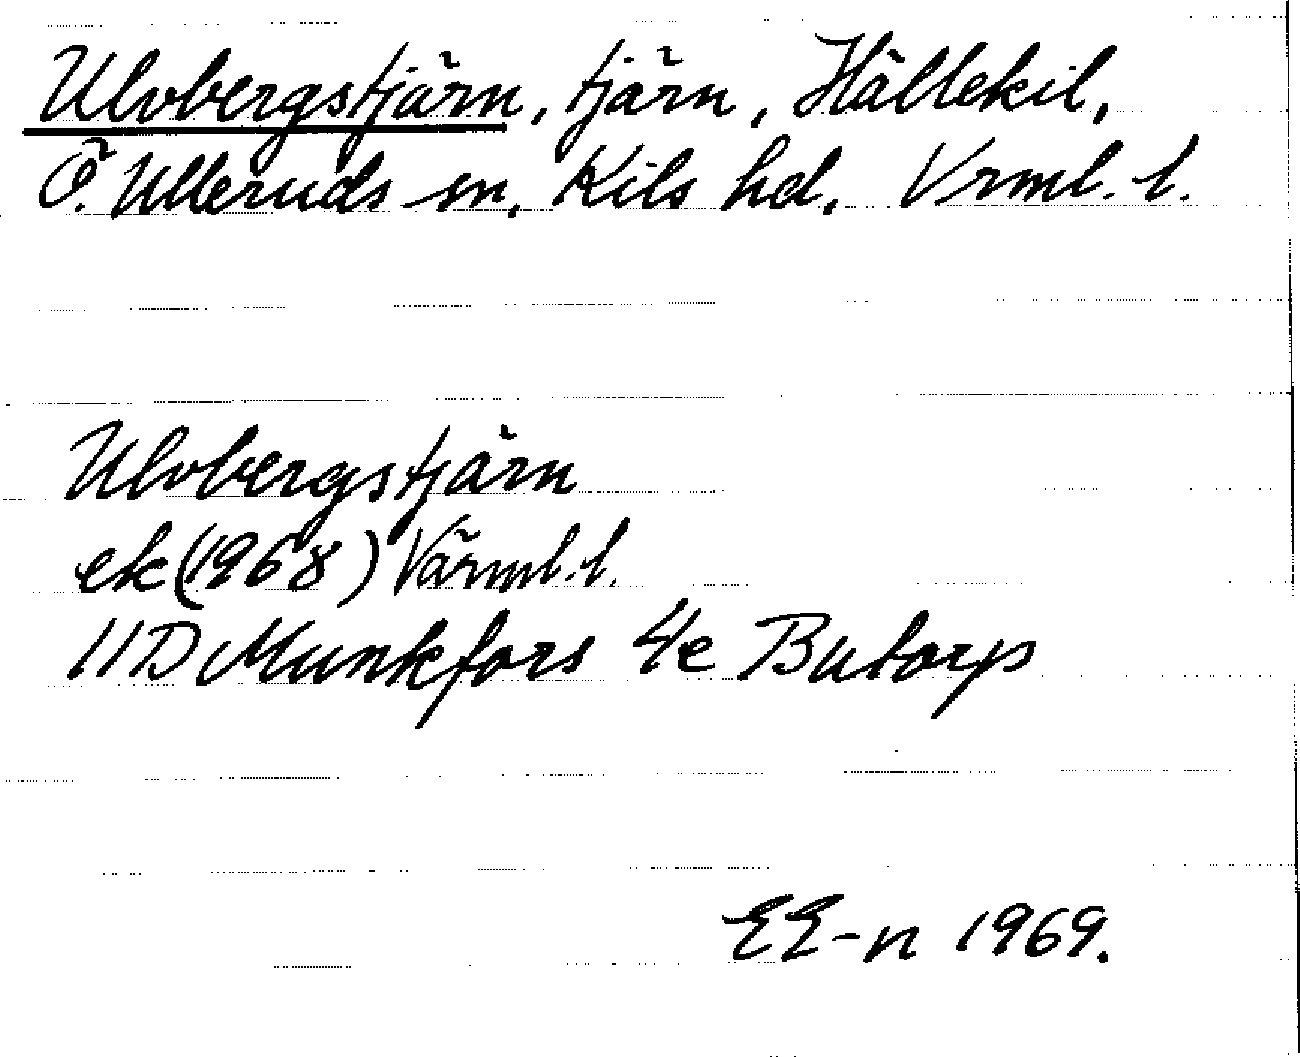 Ulvbergstjärn, tjärn, Hällekil,
Ö. Ulleruds sn, Kils hd, Vrml. l.
Ulvbergstjärn
ek (1968) Värml. l.
11D Munkfors 4e Butorp
EE-n 1969.